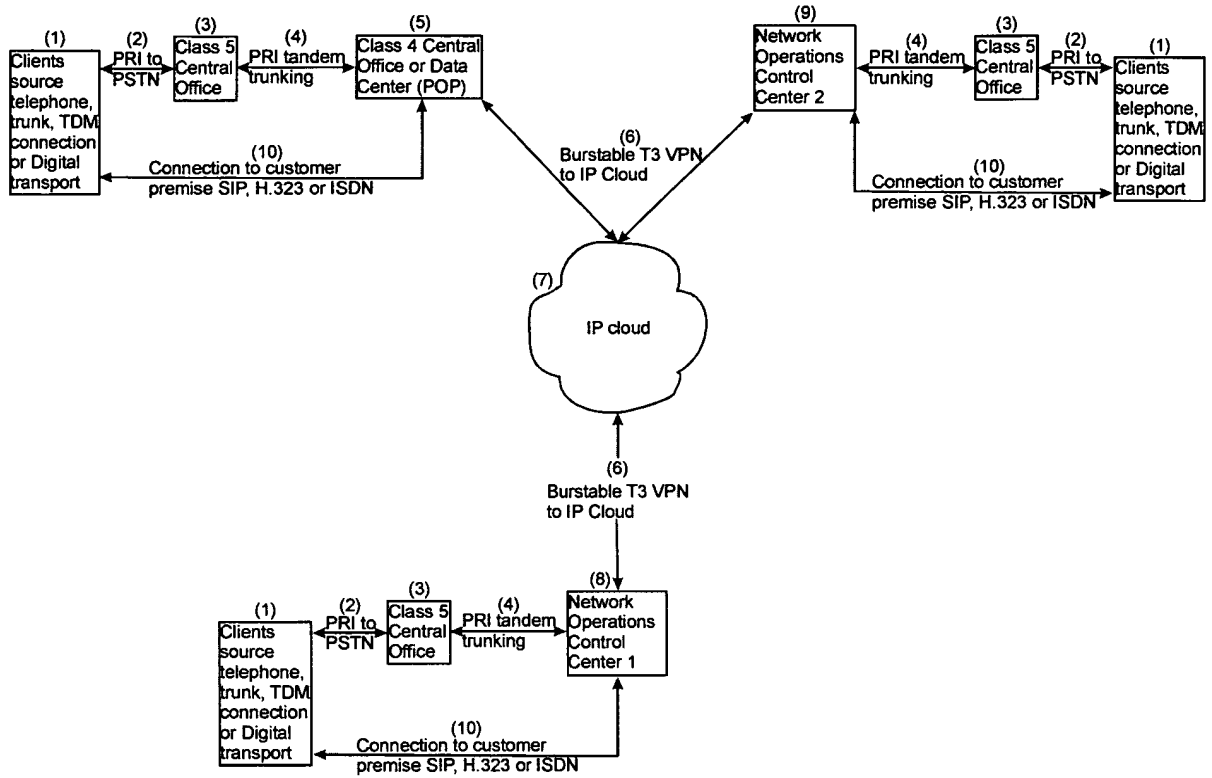 (1)
Clients
source
telephone,
trunk, TDM
connection
or Digital
transport
(2)
PRI to
PSTN
(3)
Class 5
Central
Office
(4)
PRI tandem
trunking
(5)
Class 4 Central
Office or Data
Center (POP)
(10)
Connection to customer
premise SIP, H.323 or ISDN
(9)
Network
Operations
Control
Center 2
(4)
PRI tandem
trunking
(3)
Class 5
Central
Office
(2)
PRI to
PSTN
(1)
Clients
source
telephone,
trunk, TDM
connection
or Digital
transport
(10)
Connection to customer
premise SIP, H.323 or ISDN
(6)
Burstable T3 VPN
to IP Cloud
(7)
IP cloud
(6)
Burstable T3 VPN
to IP Cloud
(1)
Clients
source
telephone,
trunk, TDM
connection
or Digital
transport
(2)
PRI to
PSTN
(3)
Class 5
Central
Office
(4)
PRI tandem
trunking
(8)
Network
Operations
Control
Center 1
(10)
Connection to customer
premise SIP, H.323 or ISDN